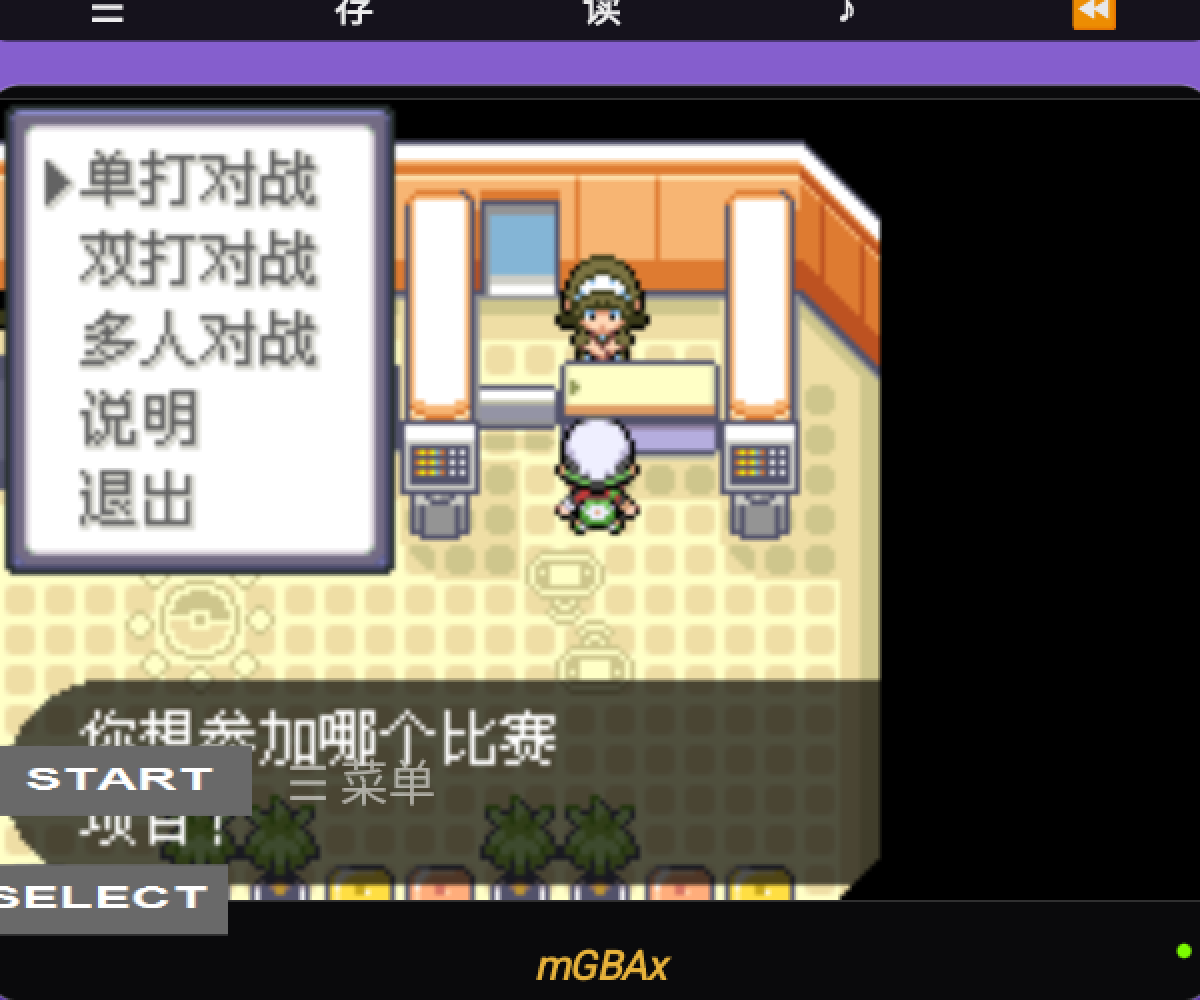 存
读
单打对战
双打对战
多人对战
说明
退出
你想参加哪个比赛
START
菜单
项目？
SELECT
mGBAx